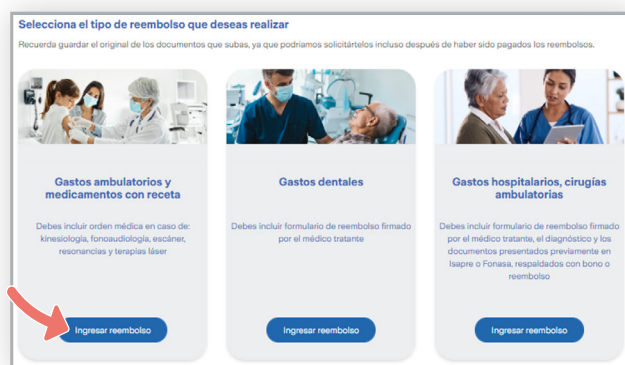 Selecciona el tipo de reembolso que deseas realizar
Recuerda guardar el original de los documentos que subas, ya que podríamos solicitártelos incluso después de haber sido pagados los reembolsos.
Gastos ambulatorios y
medicamentos con receta
Debes incluir orden médica en caso de:
kinesiología, fonoaudiología, escáner,
resonancias y terapias láser
Ingresar reembolso
Gastos dentales
Debes incluir formulario de reembolso firmado
por el médico tratante
Ingresar reembolso
Gastos hospitalarios, cirugías
ambulatorias
Debes incluir formulario de reembolso firmado
por el médico tratante, el diagnóstico y los
documentos presentados previamente en
Isapre o Fonasa, respaldados con bono o
reembolso
Ingresar reembolso